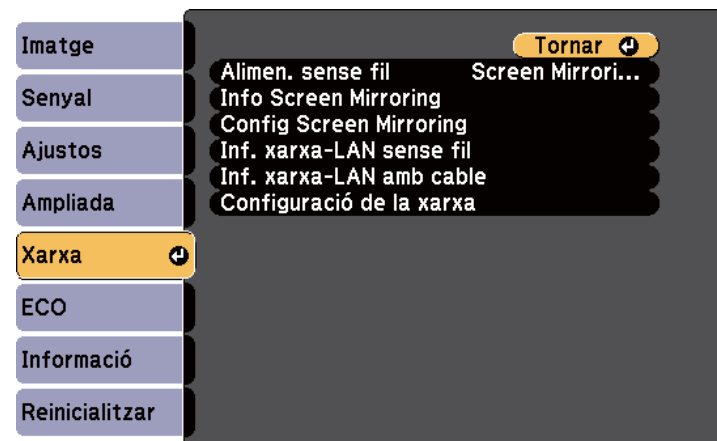 Imatge
Senyal
Ajustos
Ampliada
Xarxa
ECO
Informació
Reinicialitzar
Tornar
Alimen. sense fil Screen Mirrori...
Info Screen Mirroring
Config Screen Mirroring
Inf. xarxa-LAN sense fil
Inf. xarxa-LAN amb cable
Configuració de la xarxa